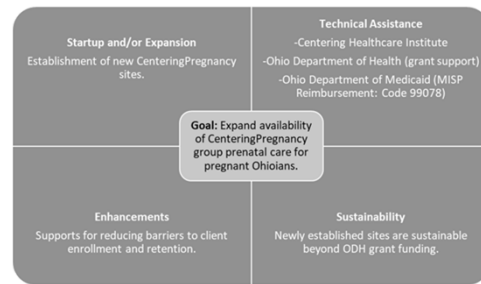 Startup and/or Expansion
Establishment of new CenteringPregnancy
sites.
Technical Assistance
-Centering Healthcare Institute
-Ohio Department of Health (grant support)
-Ohio Department of Medicaid (MISP
Reimbursement: Code 99078)
Goal: Expand availability
of CenteringPregnancy
group prenatal care for
pregnant Ohioans.
Enhancements
Supports for reducing barriers to client
enrollment and retention.
Sustainability
Newly established sites are sustainable
beyond ODH grant funding.